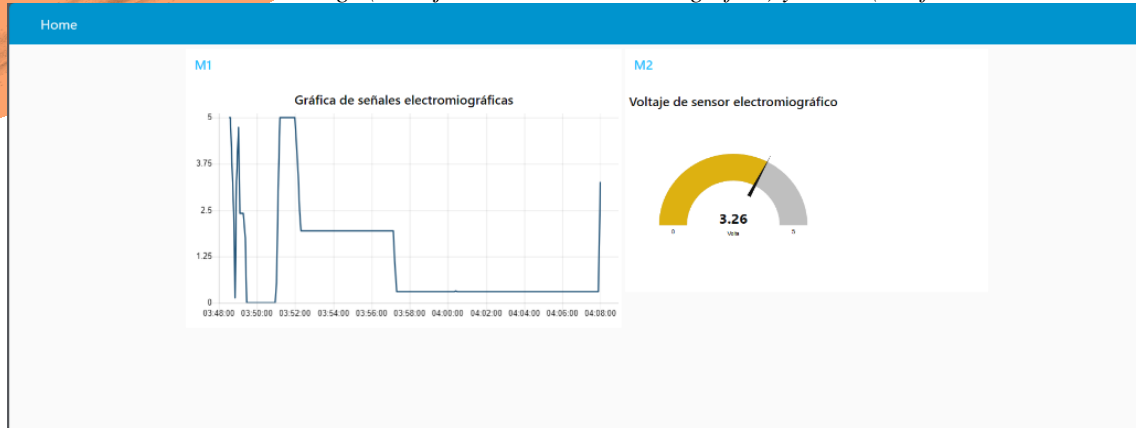 Home
M1
Gráfica de señales electromiográficas
5
3.75
2.5
1.25
0
03:48:00 03:50:00 03:52:00 03:54:00 03:56:00 03:58:00 04:00:00 04:02:00 04:04:00 04:06:00 04:08:00
M2
Voltaje de sensor electromiográfico
3.26
0
5